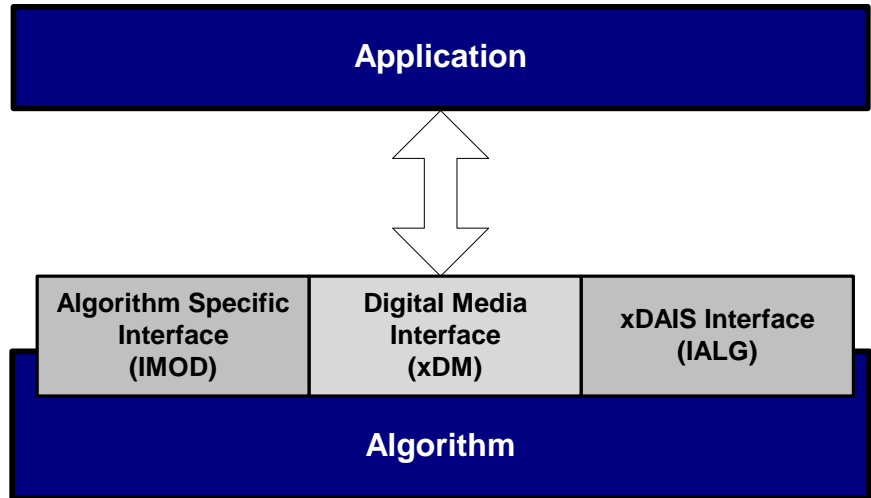 Application
Algorithm Specific
Interface
(IMOD)
Digital Media
Interface
(xDM)
xDAIS Interface
(IALG)
Algorithm